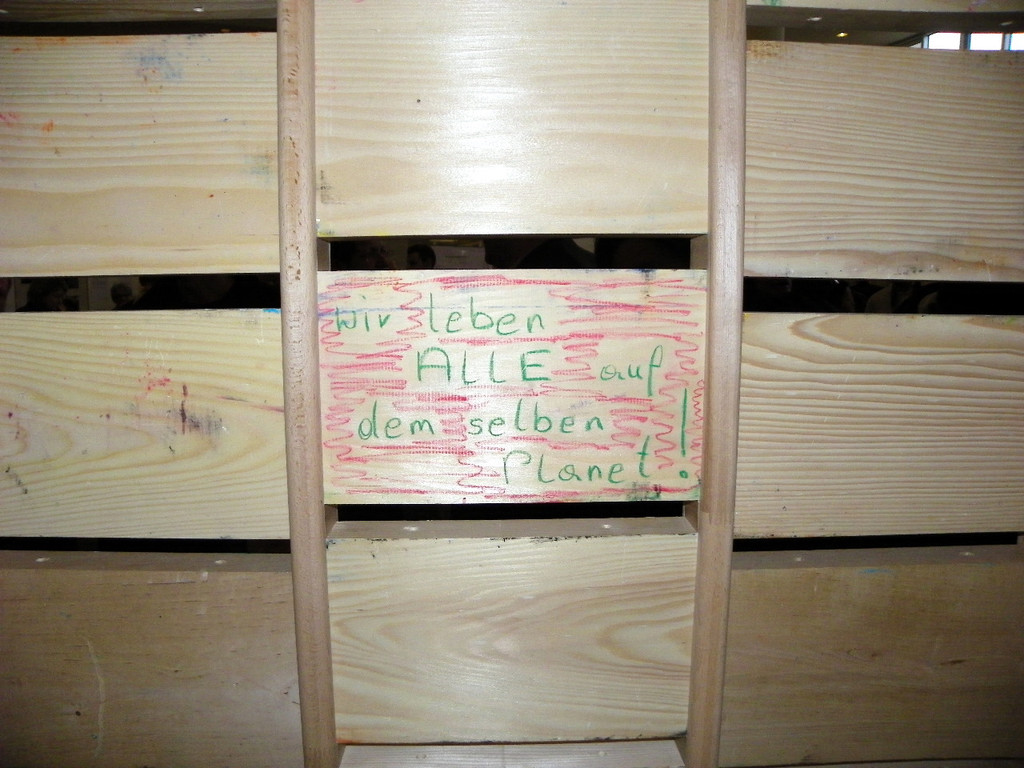 wir leben
ALLE auf
dem selben
Planet!